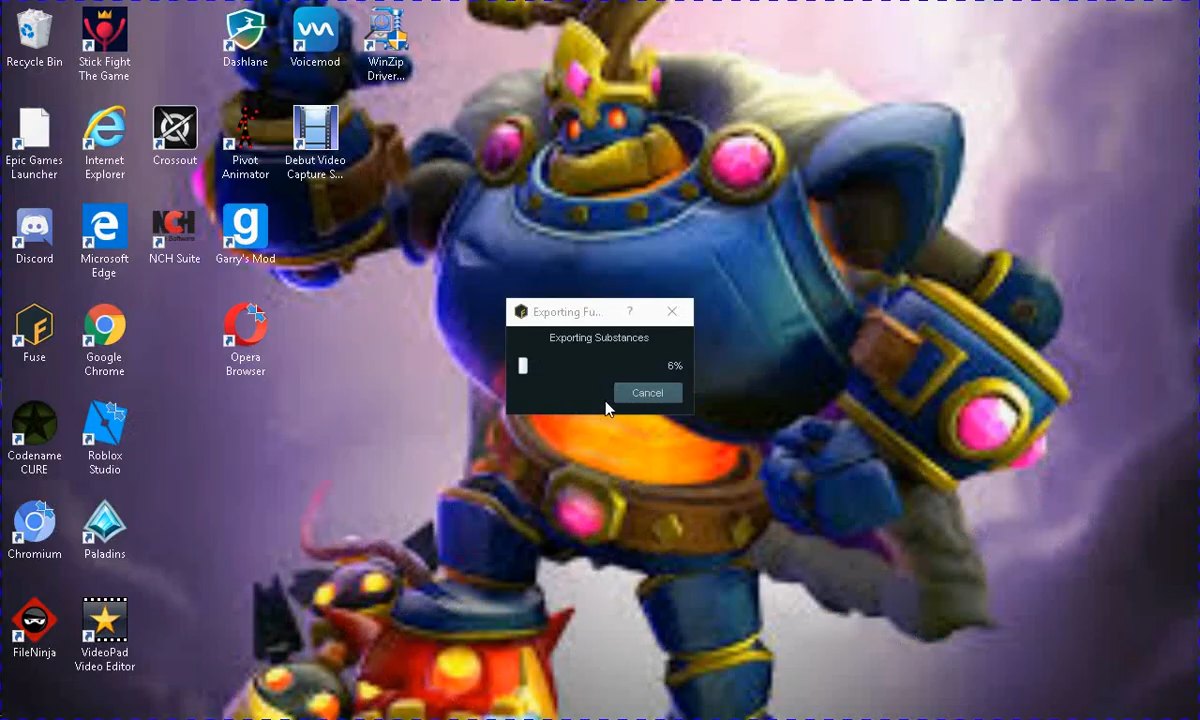 Recycle Bin
Stick Fight
The Game
Dashlane
Voicemod
WinZip
Driver...
Epic Games
Launcher
Internet
Explorer
Crossout
Pivot
Animator
Debut Video
Capture S...
Discord
Microsoft
Edge
NCH
Software
NCH Suite
g
Garry's Mod
Exporting Fu...
?
Exporting Substances
6%
Cancel
Fuse
Google
Chrome
Opera
Browser
Codename
CURE
Roblox
Studio
Chromium
Paladins
FileNinja
VideoPad
Video Editor